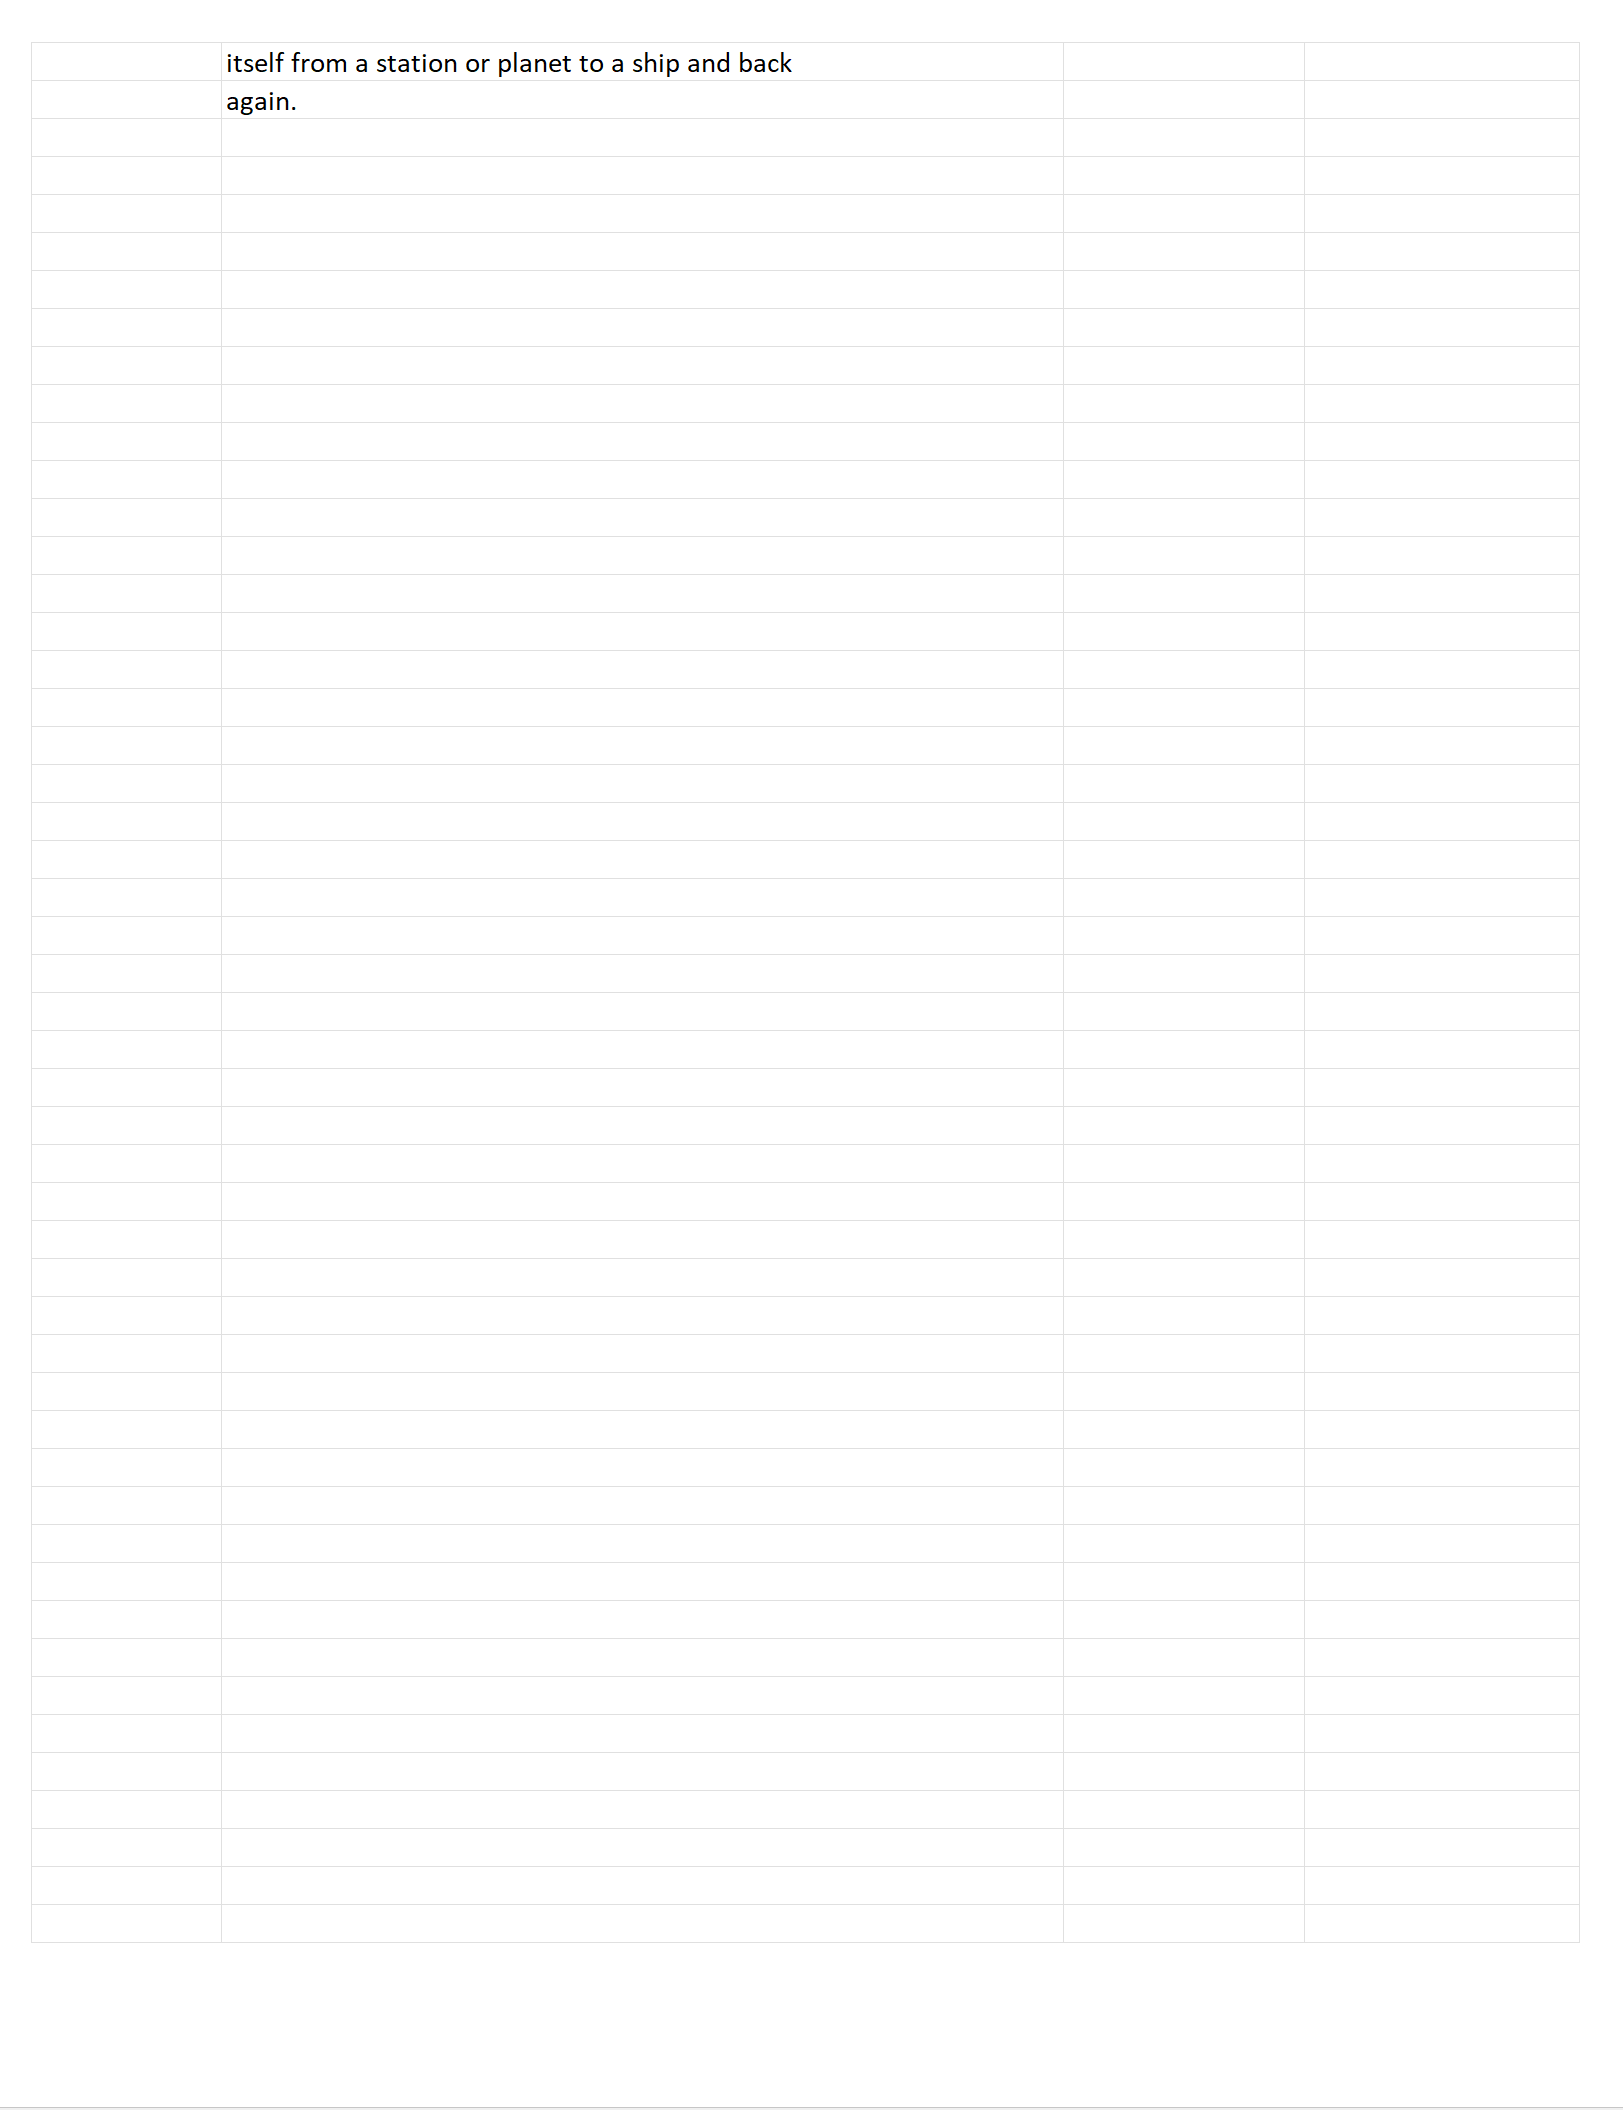 itself from a station or planet to a ship and back
again.